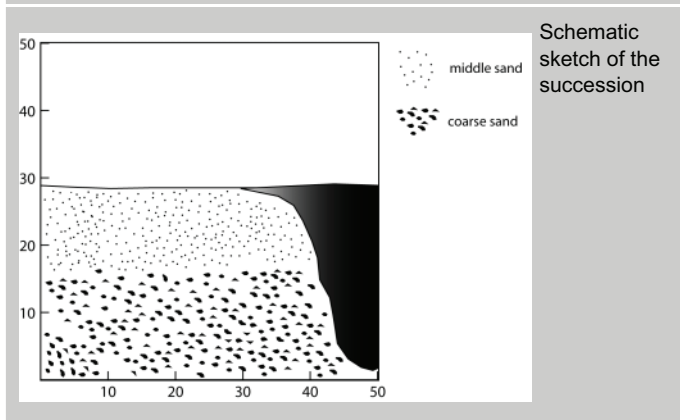 50
40
30
20
10
10 20 30 40 50
middle sand
coarse sand
Schematic
sketch of the
succession